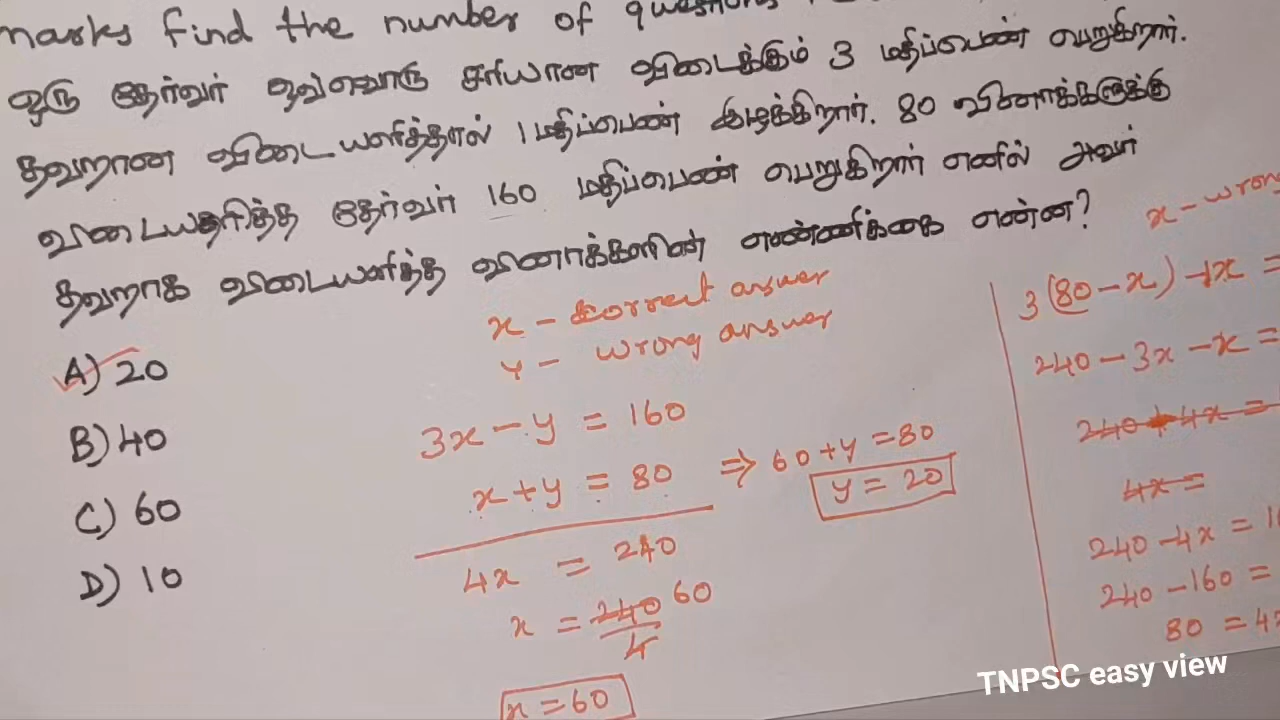 marks find the number of questions
ஒரு தேர்வர் ஒவ்வொரு சரியான விடைக்கும் 3 மதிப்பெண் பெறுகிறார்.
தவறான விடையளித்தால் 1 மதிப்பெண் இழக்கிறார். 80 வினாக்களுக்கு
விடையளித்த தேர்வர் 160 மதிப்பெண் பெறுகிறார் எனில் அவர்
தவறாக விடையளித்த வினாக்களின் எண்ணிக்கை என்ன?
A) 20
B) 40
C) 60
D) 10
x - correct answer
y - wrong answer
3x - y = 160
x + y = 80 ⇒ 60 + y = 80
y = 20
4x = 240
x = 240/4 60
x = 60
x - wrong
3(80 - x) - 1x =
240 - 3x - x =
240 + 4x =
4x =
240 - 4x = 16
240 - 160 =
80 = 4x
TNPSC easy view